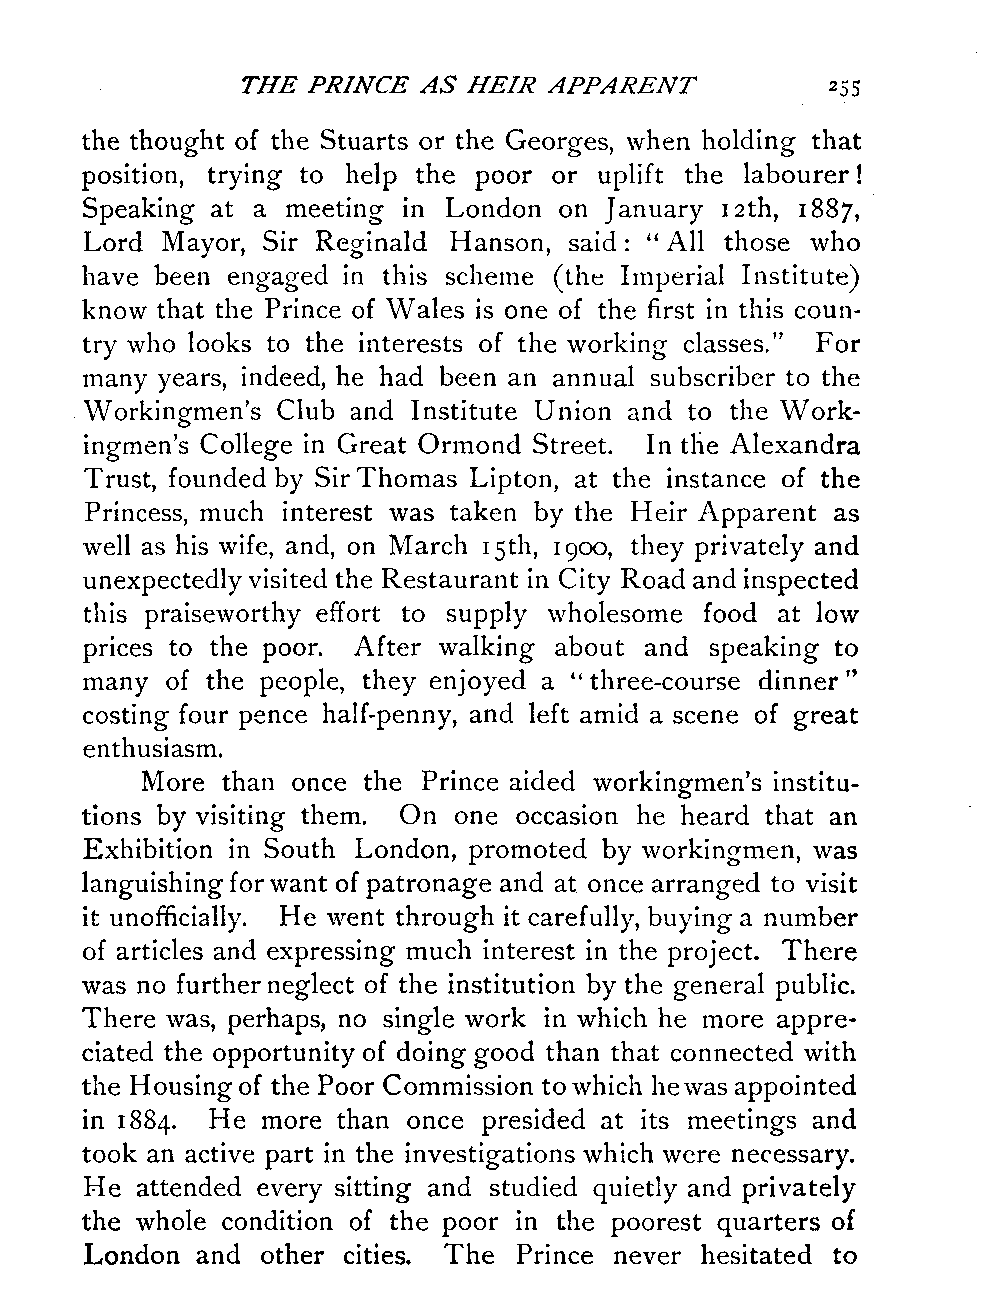 THE PRINCE AS HEIR APPARENT 255
the thought of the Stuarts or the Georges, when holding that
position, trying to help the poor or uplift the labourer!
Speaking at a meeting in London on January 12th, 1887,
Lord Mayor, Sir Reginald Hanson, said: “All those who
have been engaged in this scheme (the Imperial Institute)
know that the Prince of Wales is one of the first in this coun-
try who looks to the interests of the working classes.” For
many years, indeed, he had been an annual subscriber to the
Workingmen's Club and Institute Union and to the Work-
ingmen's College in Great Ormond Street. In the Alexandra
Trust, founded by Sir Thomas Lipton, at the instance of the
Princess, much interest was taken by the Heir Apparent as
well as his wife, and, on March 15th, 1900, they privately and
unexpectedly visited the Restaurant in City Road and inspected
this praiseworthy effort to supply wholesome food at low
prices to the poor. After walking about and speaking to
many of the people, they enjoyed a “three-course dinner”
costing four pence half-penny, and left amid a scene of great
enthusiasm.
More than once the Prince aided workingmen's institu-
tions by visiting them. On one occasion he heard that an
Exhibition in South London, promoted by workingmen, was
languishing for want of patronage and at once arranged to visit
it unofficially. He went through it carefully, buying a number
of articles and expressing much interest in the project. There
was no further neglect of the institution by the general public.
There was, perhaps, no single work in which he more appre-
ciated the opportunity of doing good than that connected with
the Housing of the Poor Commission to which he was appointed
in 1884. He more than once presided at its meetings and
took an active part in the investigations which were necessary.
He attended every sitting and studied quietly and privately
the whole condition of the poor in the poorest quarters of
London and other cities. The Prince never hesitated to